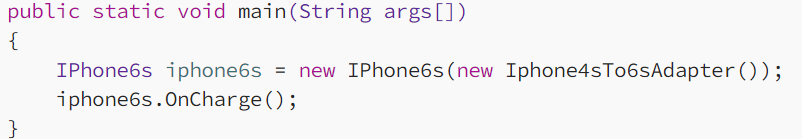 public static void main(String args[])
{
    IPhone6s iphone6s = new IPhone6s(new Iphone4sTo6sAdapter());
    iphone6s.OnCharge();
}